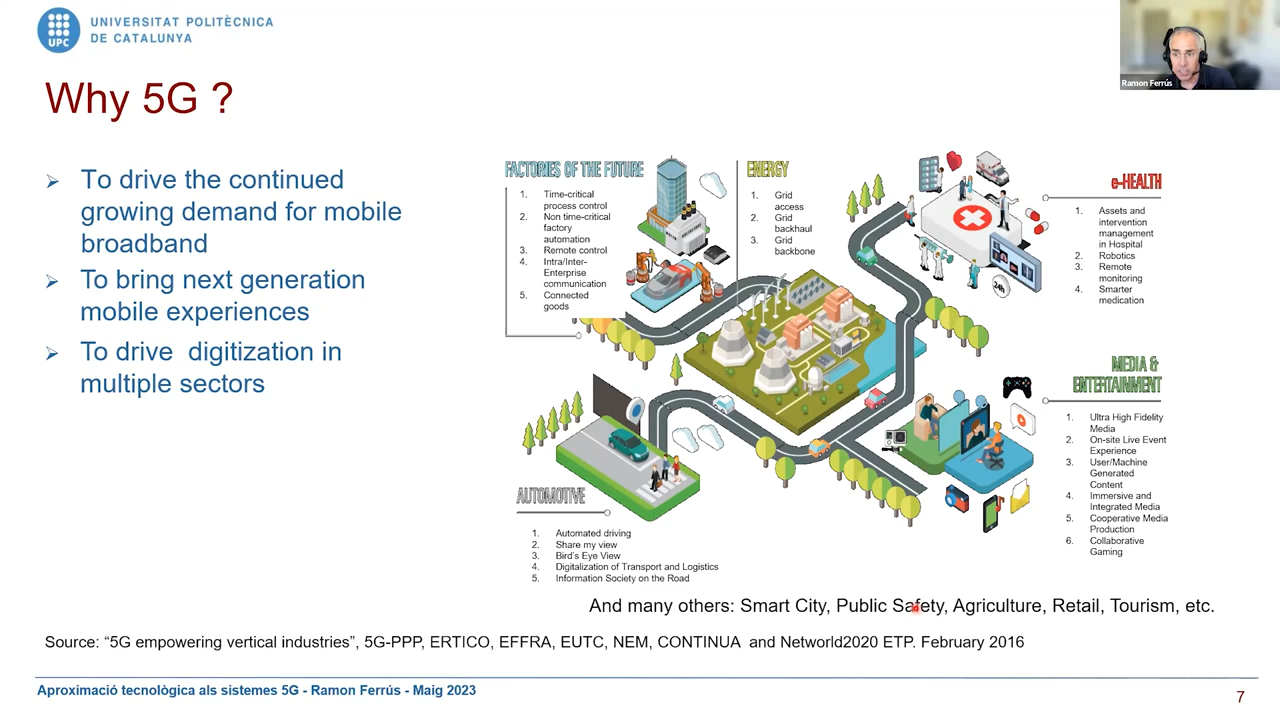 UNIVERSITAT POLITÈCNICA
DE CATALUNYA
UPC
Ramon Ferrús
Why 5G ?
➢ To drive the continued
growing demand for mobile
broadband
➢ To bring next generation
mobile experiences
➢ To drive digitization in
multiple sectors
FACTORIES OF THE FUTURE
1. Time-critical
process control
2. Non time-critical
factory
automation
3. Remote control
4. Intra/Inter-
Enterprise
communication
5. Connected
goods
ENERGY
1. Grid
access
2. Grid
backhaul
3. Grid
backbone
e-HEALTH
1. Assets and
intervention
management
in Hospital
2. Robotics
3. Remote
monitoring
4. Smarter
medication
24h
MEDIA &
ENTERTAINMENT
1. Ultra High Fidelity
Media
2. On-site Live Event
Experience
3. User/Machine
Generated
Content
4. Immersive and
Integrated Media
5. Cooperative Media
Production
6. Collaborative
Gaming
AUTOMOTIVE
1. Automated driving
2. Share my view
3. Bird's Eye View
4. Digitalization of Transport and Logistics
5. Information Society on the Road
And many others: Smart City, Public Safety, Agriculture, Retail, Tourism, etc.
Source: “5G empowering vertical industries”, 5G-PPP, ERTICO, EFFRA, EUTC, NEM, CONTINUA and Networld2020 ETP. February 2016
Aproximació tecnològica als sistemes 5G - Ramon Ferrús - Maig 2023
7